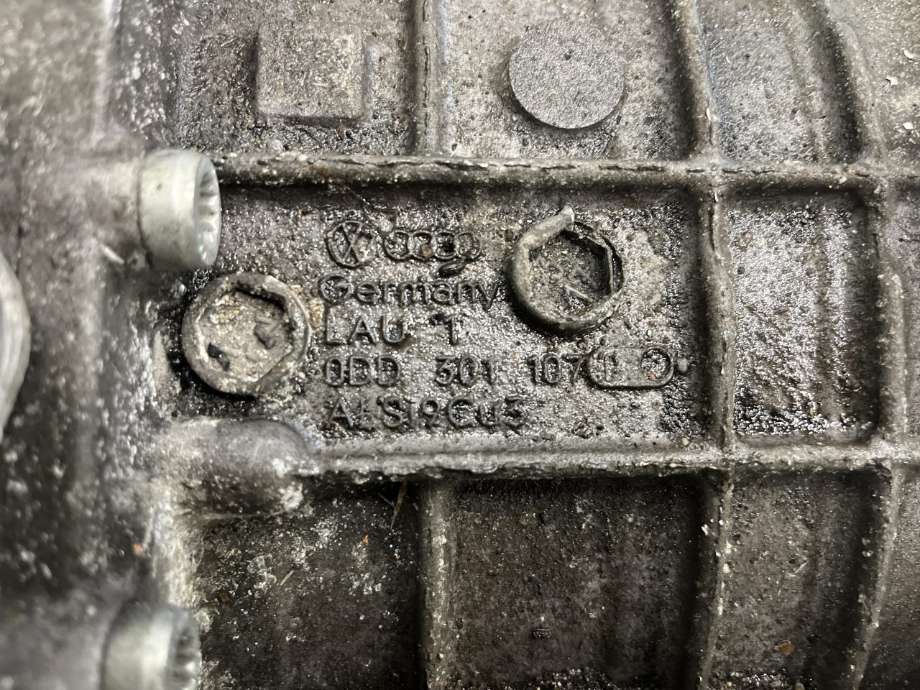 Germany
LAU 1
0DD 301 107
ALSi9Cu3